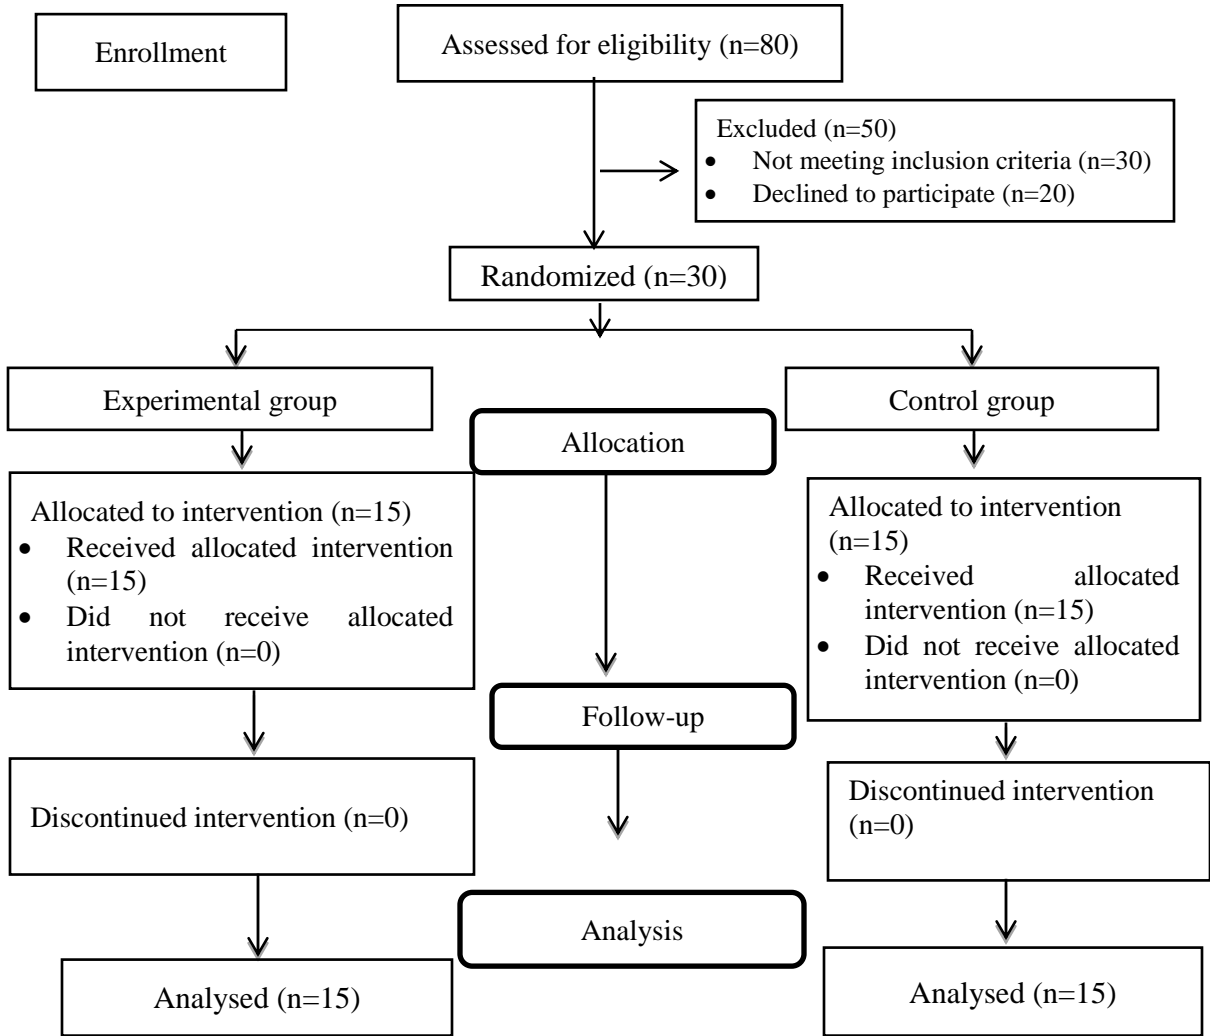 Enrollment
Assessed for eligibility (n=80)
Excluded (n=50)
• Not meeting inclusion criteria (n=30)
• Declined to participate (n=20)
Randomized (n=30)
Experimental group
Control group
Allocation
Allocated to intervention (n=15)
• Received allocated intervention
(n=15)
• Did not receive allocated
intervention (n=0)
Allocated to intervention
(n=15)
• Received allocated
intervention (n=15)
• Did not receive allocated
intervention (n=0)
Follow-up
Discontinued intervention (n=0)
Discontinued intervention
(n=0)
Analysis
Analysed (n=15)
Analysed (n=15)